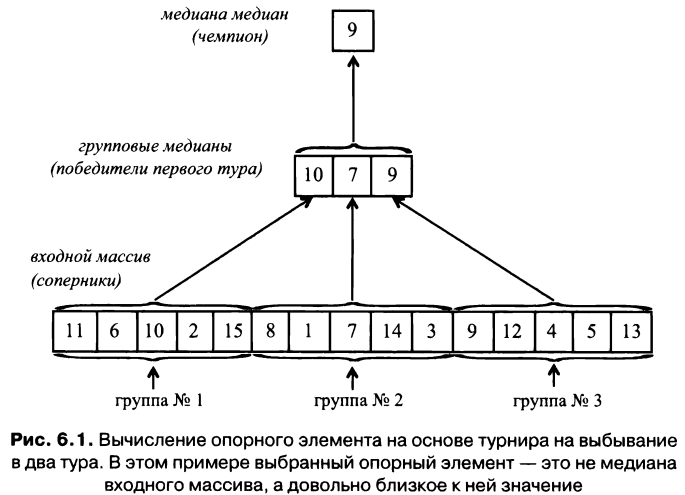 медиана медиан
(чемпион)
9
групповые медианы
(победители первого тура)
10 7 9
входной массив
(соперники)
11 6 10 2 15 8 1 7 14 3 9 12 4 5 13
группа № 1 группа № 2 группа № 3
Рис. 6.1. Вычисление опорного элемента на основе турнира на выбывание
в два тура. В этом примере выбранный опорный элемент — это не медиана
входного массива, а довольно близкое к ней значение